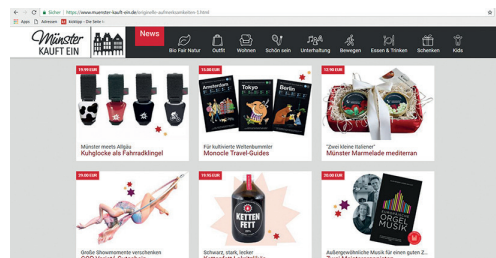 Sicher | https://www.muenster-kauft-ein.de/originelle-aufmerksamkeiten-3.html
Apps
Adressen
klönkipp - Die Seite f
Münster
KAUFT EIN
News
Bio Fair Natur
Outfit
Wohnen
Schön sein
Unterhaltung
Bewegen
Essen & Trinken
Schenken
Kids
19,99 EUR
15,00 EUR
12,90 EUR
Amsterdam
Tokyo
Berlin
Münster meets Allgäu
Kuhglocke als Fahrradklingel
Für kultivierte Weltenbummler
Monocle Travel-Guides
"Zwei kleine Italiener"
Münster Marmelade mediterran
29,00 EUR
19,90 EUR
20,00 EUR
KETTEN
FETT
ORGEL
MUSIK
Große Showmomente verschenken
Schwarz, stark, lecker
Außergewöhnliche Musik für einen guten Z...